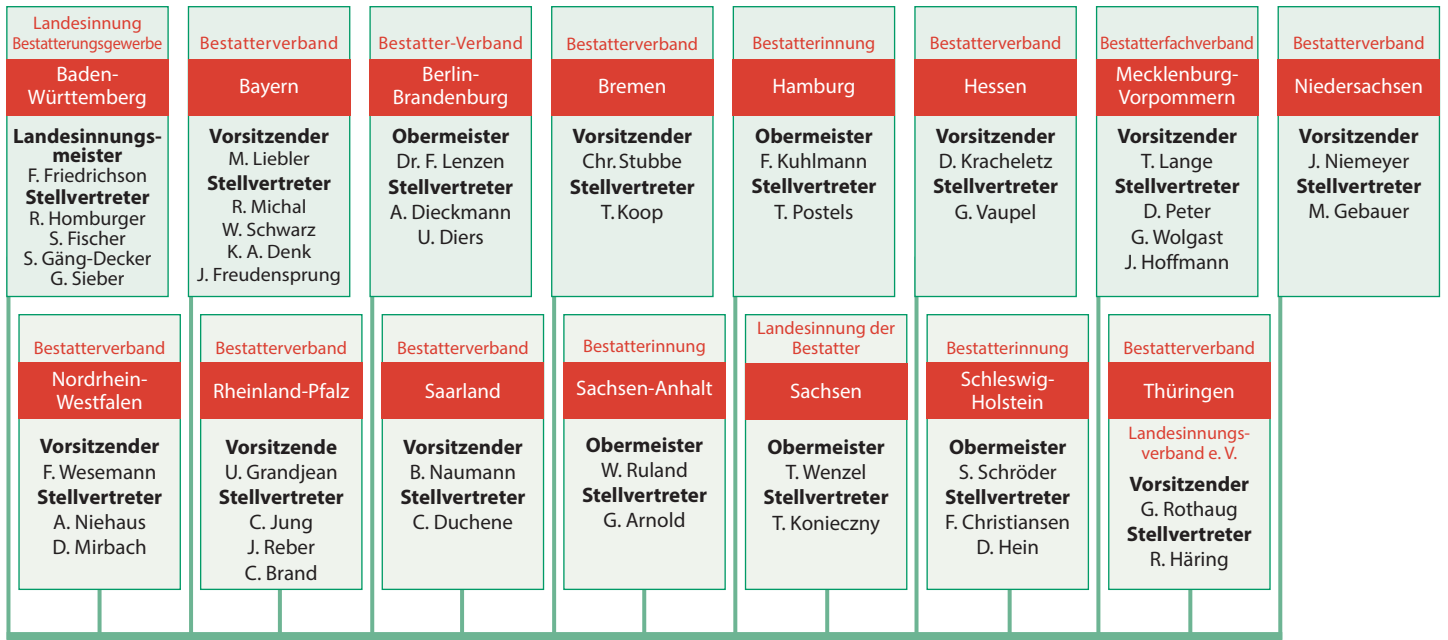 Landesinnung
Bestatterungsgewerbe
Baden-
Württemberg
Landesinnungs-
meister
F. Friedrichson
Stellvertreter
R. Homburger
S. Fischer
S. Gäng-Decker
G. Sieber
Bestatterverband
Bayern
Vorsitzender
M. Liebler
Stellvertreter
R. Michal
W. Schwarz
K. A. Denk
J. Freudensprung
Bestatter-Verband
Berlin-
Brandenburg
Obermeister
Dr. F. Lenzen
Stellvertreter
A. Dieckmann
U. Diers
Bestatterverband
Bremen
Vorsitzender
Chr. Stubbe
Stellvertreter
T. Koop
Bestatterinnung
Hamburg
Obermeister
F. Kuhlmann
Stellvertreter
T. Postels
Bestatterverband
Hessen
Vorsitzender
D. Kracheletz
Stellvertreter
G. Vaupel
Bestatterfachverband
Mecklenburg-
Vorpommern
Vorsitzender
T. Lange
Stellvertreter
D. Peter
G. Wolgast
J. Hoffmann
Bestatterverband
Niedersachsen
Vorsitzender
J. Niemeyer
Stellvertreter
M. Gebauer
Bestatterverband
Nordrhein-
Westfalen
Vorsitzender
F. Wesemann
Stellvertreter
A. Niehaus
D. Mirbach
Bestatterverband
Rheinland-Pfalz
Vorsitzende
U. Grandjean
Stellvertreter
C. Jung
J. Reber
C. Brand
Bestatterverband
Saarland
Vorsitzender
B. Naumann
Stellvertreter
C. Duchene
Bestatterinnung
Sachsen-Anhalt
Obermeister
W. Ruland
Stellvertreter
G. Arnold
Landesinnung der
Bestatter
Sachsen
Obermeister
T. Wenzel
Stellvertreter
T. Konieczny
Bestatterinnung
Schleswig-
Holstein
Obermeister
S. Schröder
Stellvertreter
F. Christiansen
D. Hein
Bestatterverband
Thüringen
Landesinnungs-
verband e. V.
Vorsitzender
G. Rothaug
Stellvertreter
R. Häring